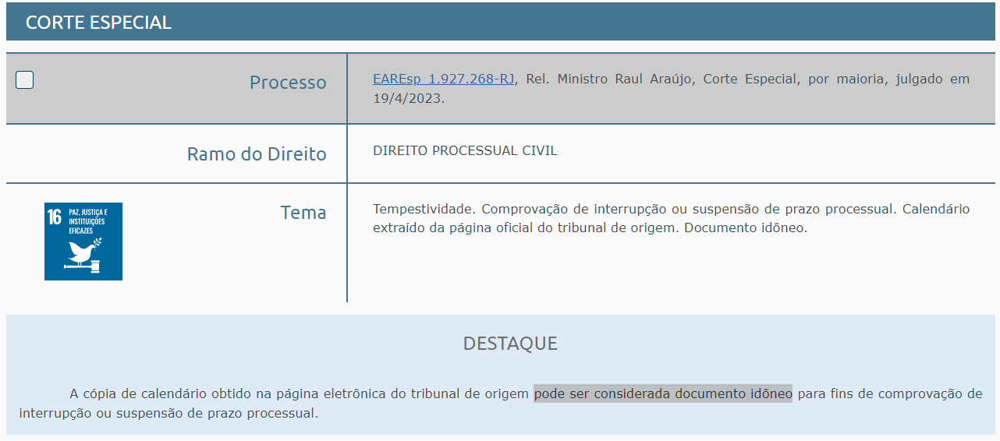 CORTE ESPECIAL
Processo
EAREsp 1.927.268-RJ, Rel. Ministro Raul Araújo, Corte Especial, por maioria, julgado em
19/4/2023.
Ramo do Direito
DIREITO PROCESSUAL CIVIL
16 PAZ, JUSTIÇA E
INSTITUIÇÕES
EFICAZES
Tema
Tempestividade. Comprovação de interrupção ou suspensão de prazo processual. Calendário
extraído da página oficial do tribunal de origem. Documento idôneo.
DESTAQUE
A cópia de calendário obtido na página eletrônica do tribunal de origem pode ser considerada documento idôneo para fins de comprovação de
interrupção ou suspensão de prazo processual.